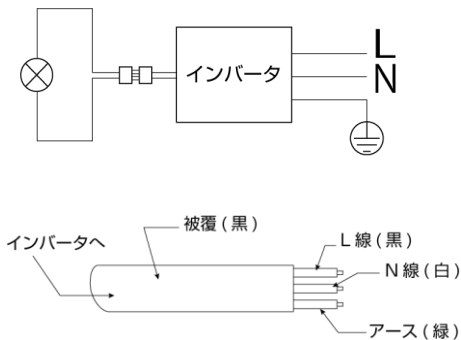 インバータ
L
N
被覆(黒)
インバータへ
L線(黒)
N線(白)
アース(緑)